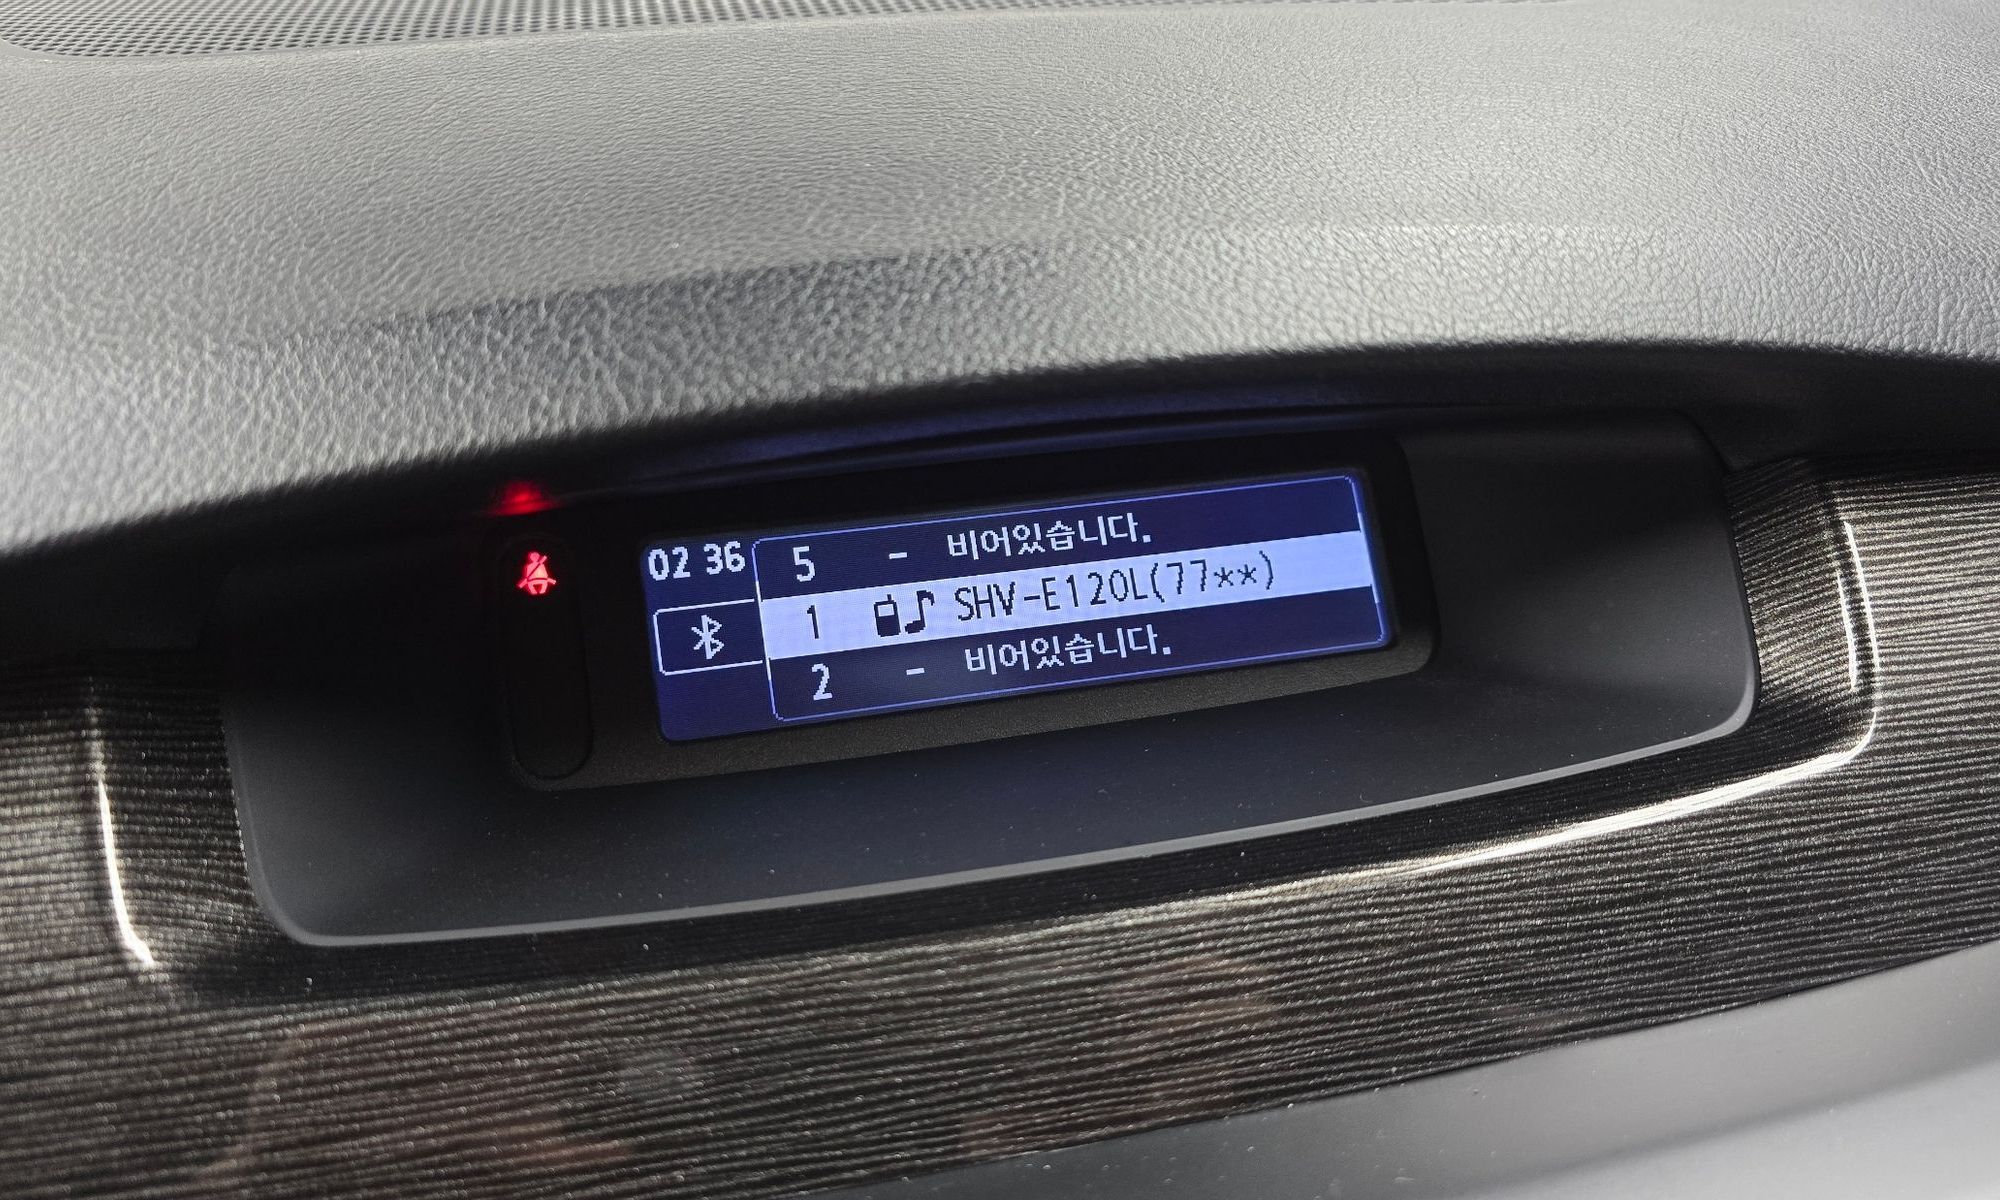 02 36
5 - 비어있습니다.
1 SHV-E120L(77**)
2 - 비어있습니다.